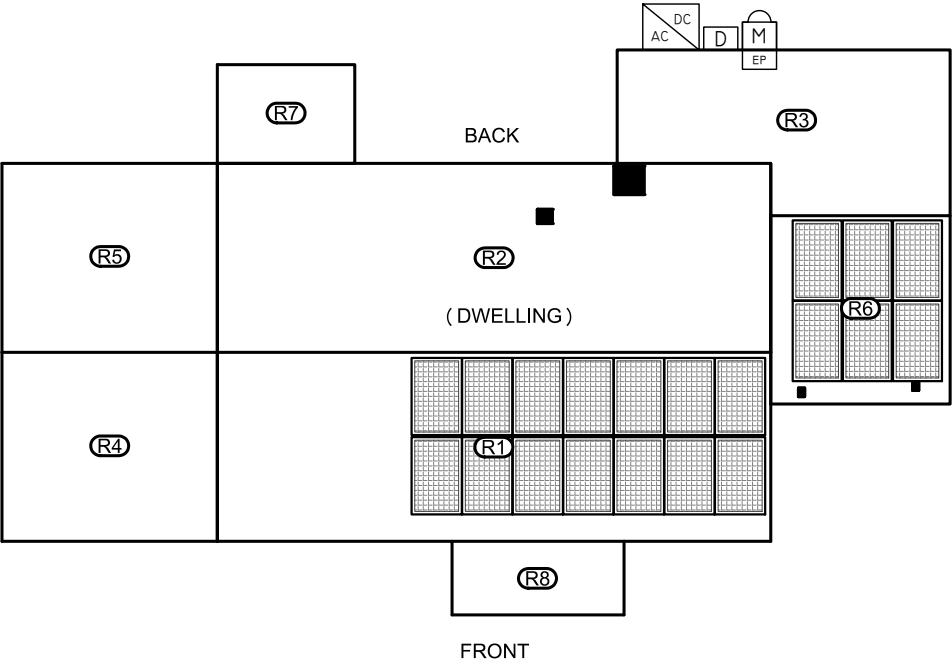 DC
AC
D
M
EP
R7
R3
BACK
R5
R2
R6
( DWELLING )
R4
R1
R8
FRONT